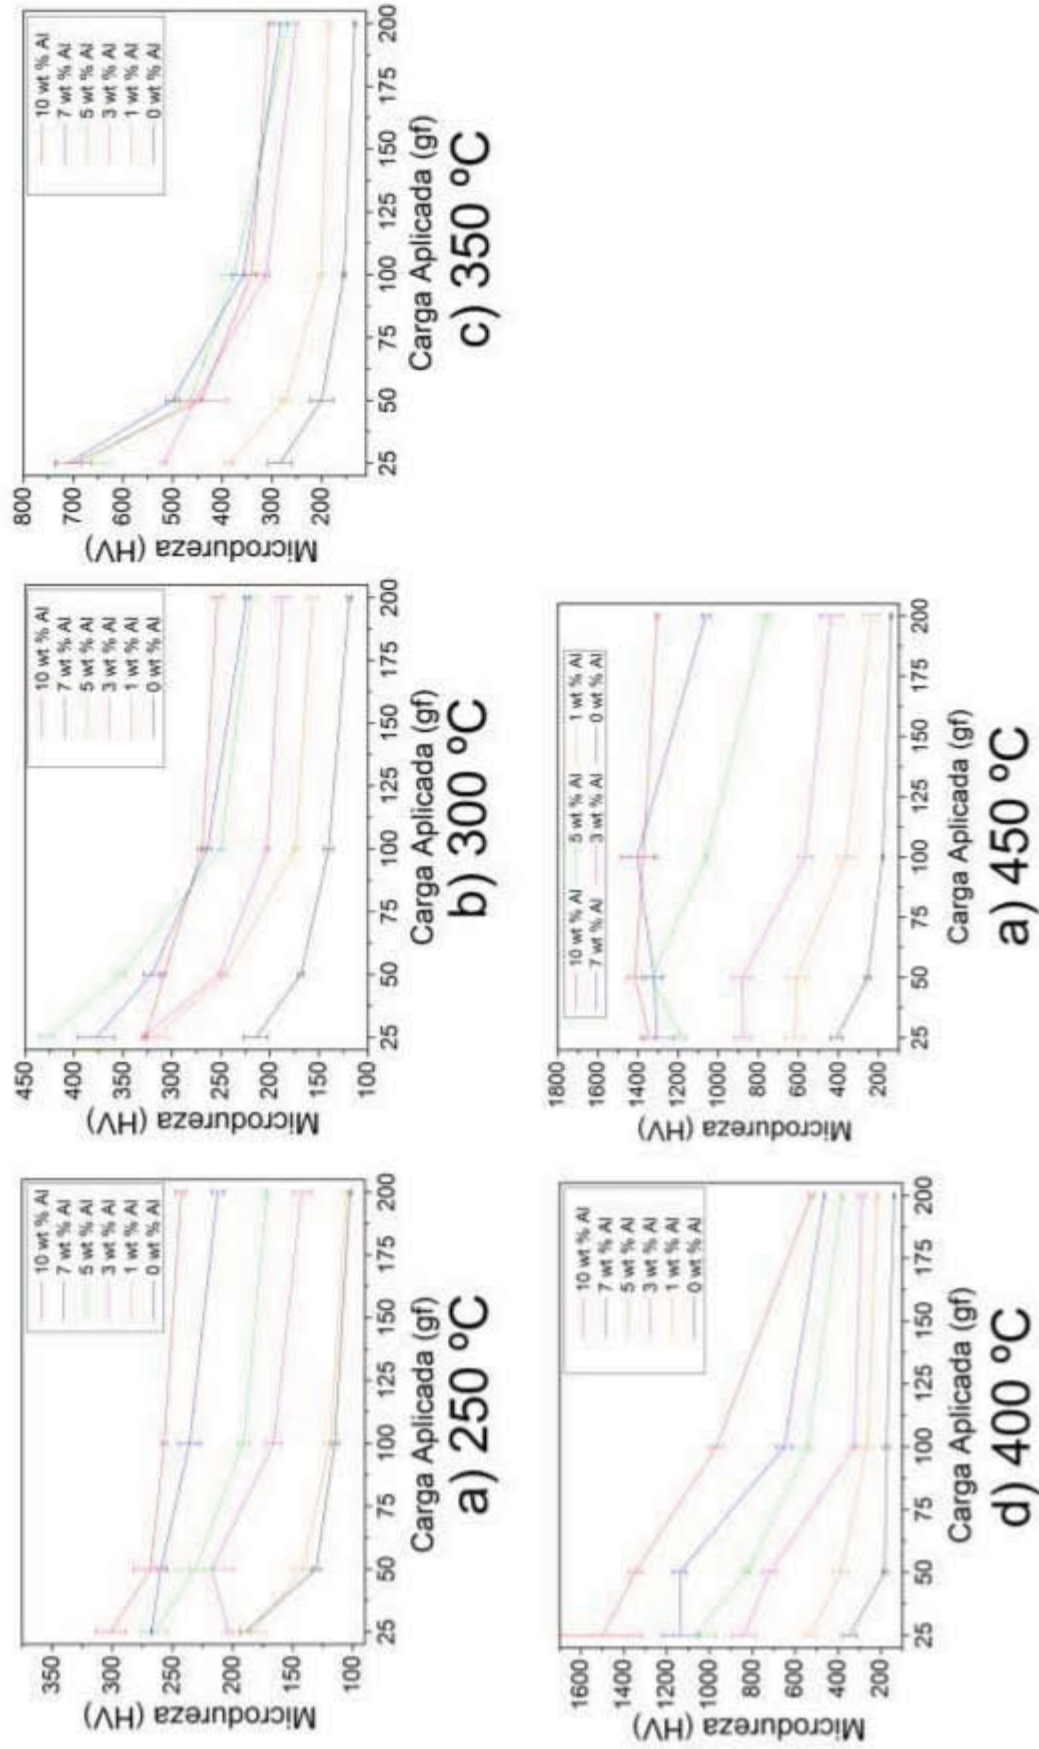 Microdureza (HV)
350
300
250
200
150
100
10 wt % Al
7 wt % Al
5 wt % Al
3 wt % Al
1 wt % Al
0 wt % Al
25 50 75 100 125 150 175 200
Carga Aplicada (gf)
a) 250 ºC
Microdureza (HV)
450
400
350
300
250
200
150
100
10 wt % Al
7 wt % Al
5 wt % Al
3 wt % Al
1 wt % Al
0 wt % Al
25 50 75 100 125 150 175 200
Carga Aplicada (gf)
b) 300 ºC
Microdureza (HV)
800
700
600
500
400
300
200
10 wt % Al
7 wt % Al
5 wt % Al
3 wt % Al
1 wt % Al
0 wt % Al
25 50 75 100 125 150 175 200
Carga Aplicada (gf)
c) 350 ºC
Microdureza (HV)
1600
1400
1200
1000
800
600
400
200
10 wt % Al
7 wt % Al
5 wt % Al
3 wt % Al
1 wt % Al
0 wt % Al
25 50 75 100 125 150 175 200
Carga Aplicada (gf)
d) 400 ºC
Microdureza (HV)
1800
1600
1400
1200
1000
800
600
400
200
10 wt % Al 5 wt % Al 1 wt % Al
7 wt % Al 3 wt % Al 0 wt % Al
25 50 75 100 125 150 175 200
Carga Aplicada (gf)
a) 450 ºC